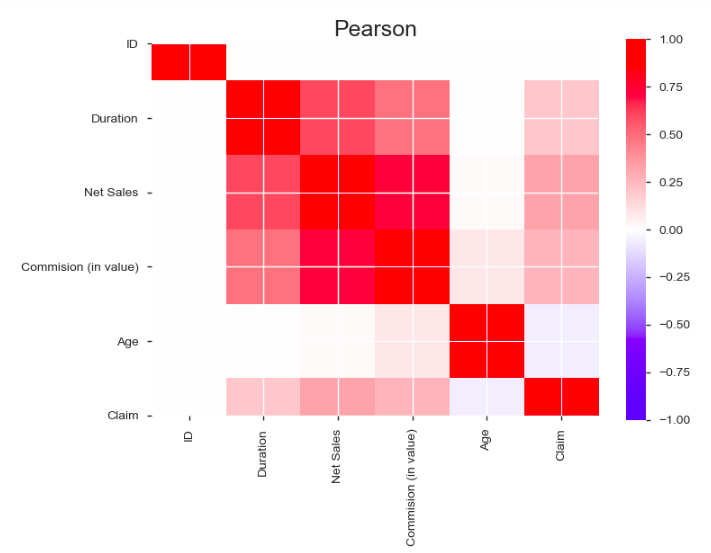 Pearson
ID
Duration
Net Sales
Commision (in value)
Age
Claim
ID
Duration
Net Sales
Commision (in value)
Age
Claim
1.00
0.75
0.50
0.25
0.00
−0.25
−0.50
−0.75
−1.00